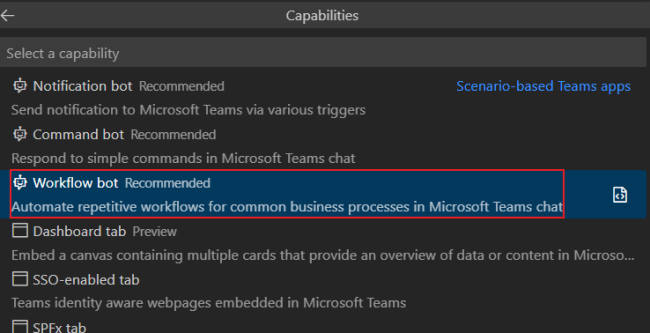 Capabilities
Select a capability
Notification bot Recommended Scenario-based Teams apps
Send notification to Microsoft Teams via various triggers
Command bot Recommended
Respond to simple commands in Microsoft Teams chat
Workflow bot Recommended
Automate repetitive workflows for common business processes in Microsoft Teams chat
Dashboard tab Preview
Embed a canvas containing multiple cards that provide an overview of data or content in Microso...
SSO-enabled tab
Teams identity aware webpages embedded in Microsoft Teams
SPFx tab